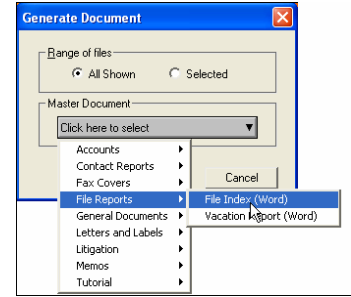 Generate Document
Range of files
All Shown
Selected
Master Document
Click here to select
Accounts
Contact Reports
Fax Covers
Cancel
File Reports
File Index (Word)
General Documents
Vacation Report (Word)
Letters and Labels
Litigation
Memos
Tutorial